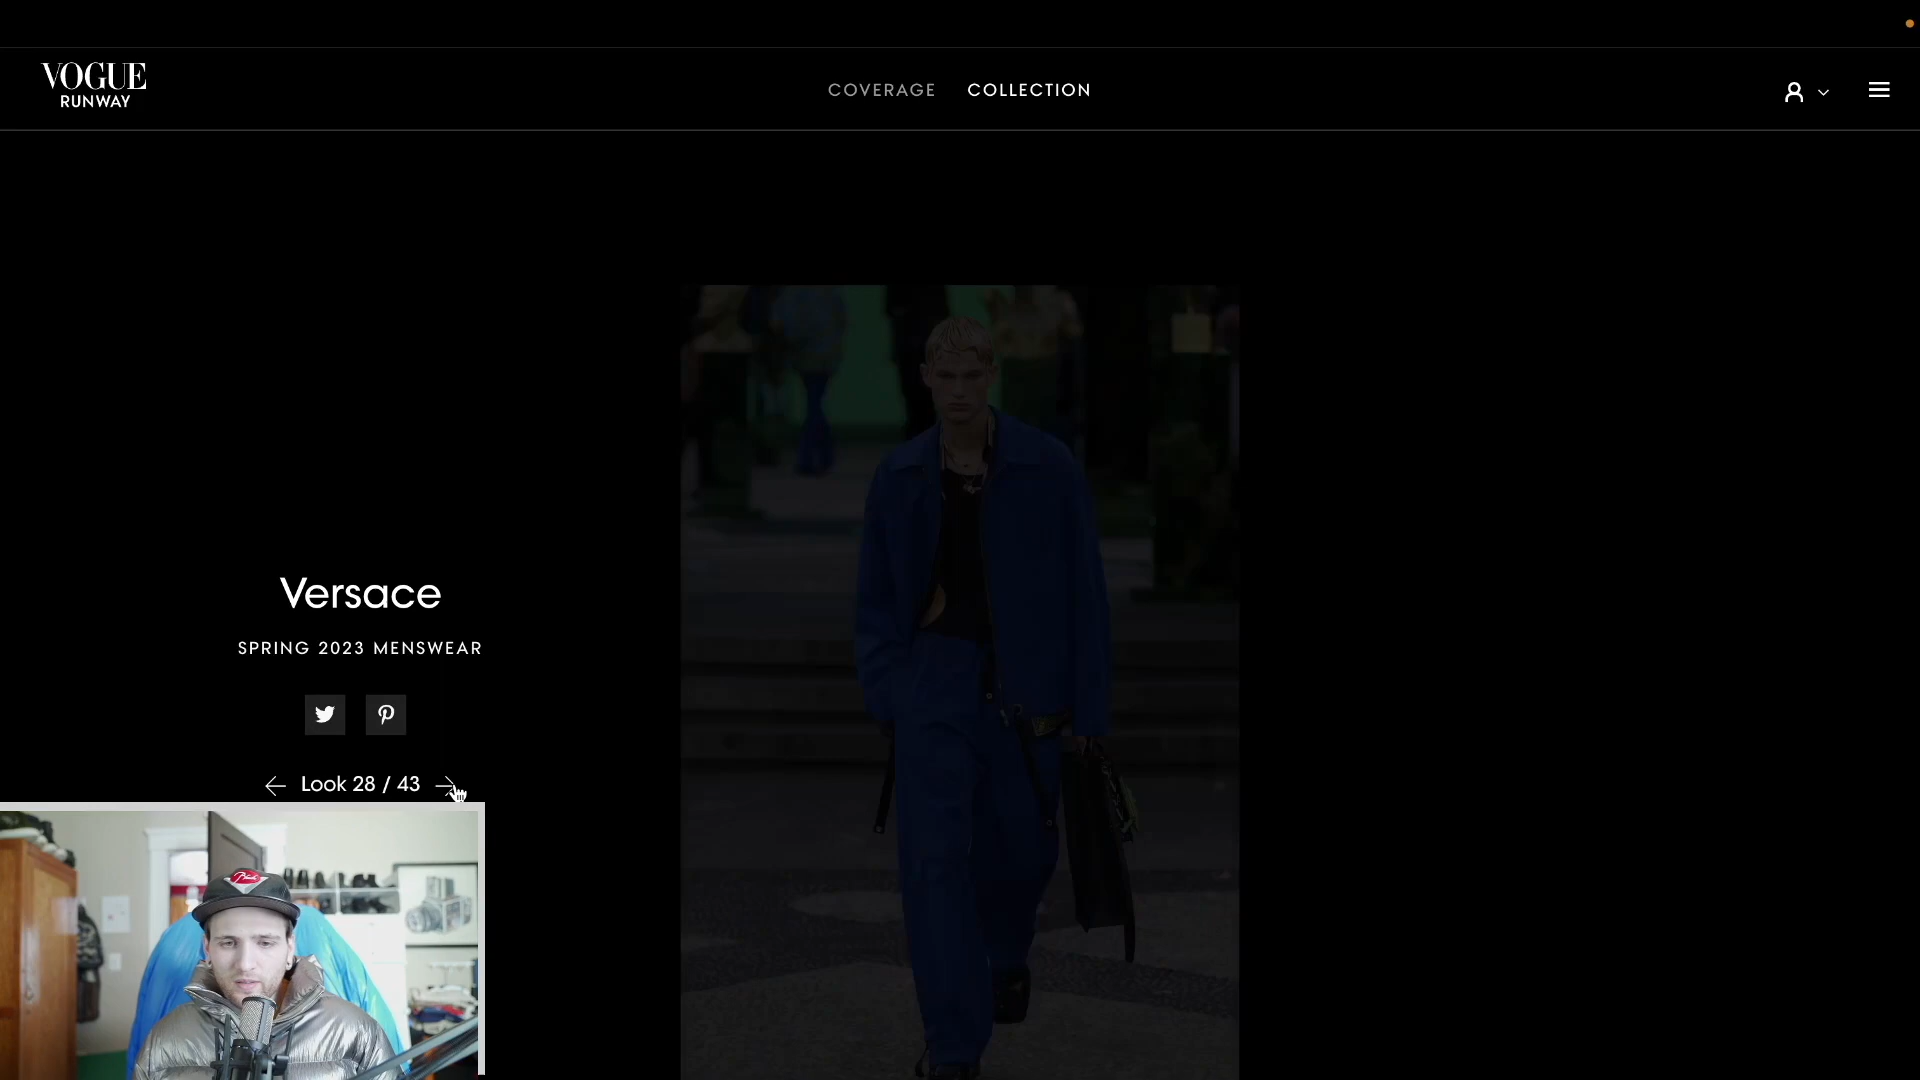 VOGUE
RUNWAY
COVERAGE COLLECTION
Versace
SPRING 2023 MENSWEAR
Look 28 / 43